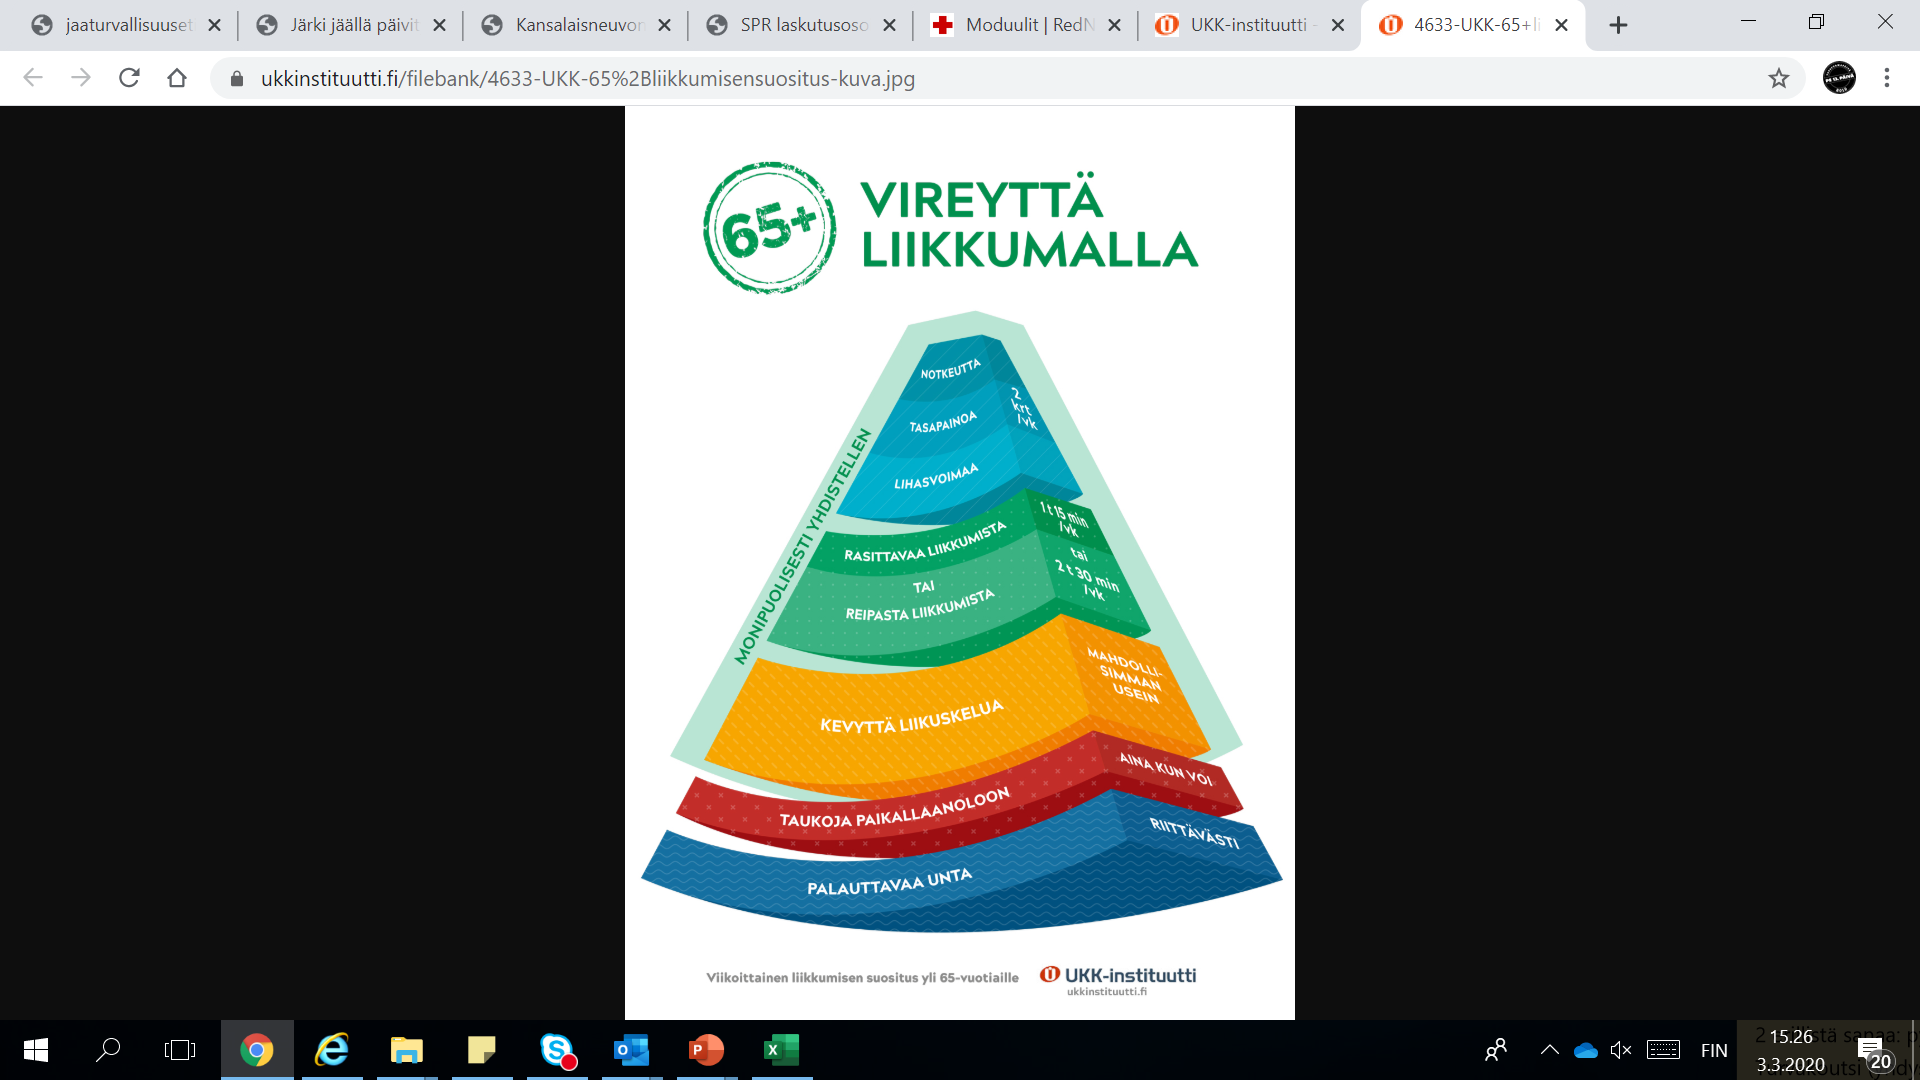 jaaturvallisuuset
Järki jäällä päivit
Kansalaisneuvon
SPR laskutusoso
Moduulit | RedN
UKK-instituutti -
4633-UKK-65+li
ukkinstituutti.fi/filebank/4633-UKK-65%2Bliikkumisensuositus-kuva.jpg
65+
VIREYTTÄ
LIIKKUMALLA
MONIPUOLISESTI YHDISTELLEN
NOTKEUTTA
TASAPAINOA
LIHASVOIMAA
2
krt
/vk
RASITTAVAA LIIKKUMISTA
1 t 15 min
/vk
TAI
tai
REIPASTA LIIKKUMISTA
2 t 30 min
/vk
KEVYTTÄ LIIKUSKELUA
MAHDOLLI-
SIMMAN
USEIN
TAUKOJA PAIKALLAANOLOON
AINA KUN VOI
PALAUTTAVAA UNTA
RIITTÄVÄSTI
Viikoittainen liikkumisen suositus yli 65-vuotiaille
UKK-instituutti
ukkinstituutti.fi
FIN
15.26
3.3.2020
20